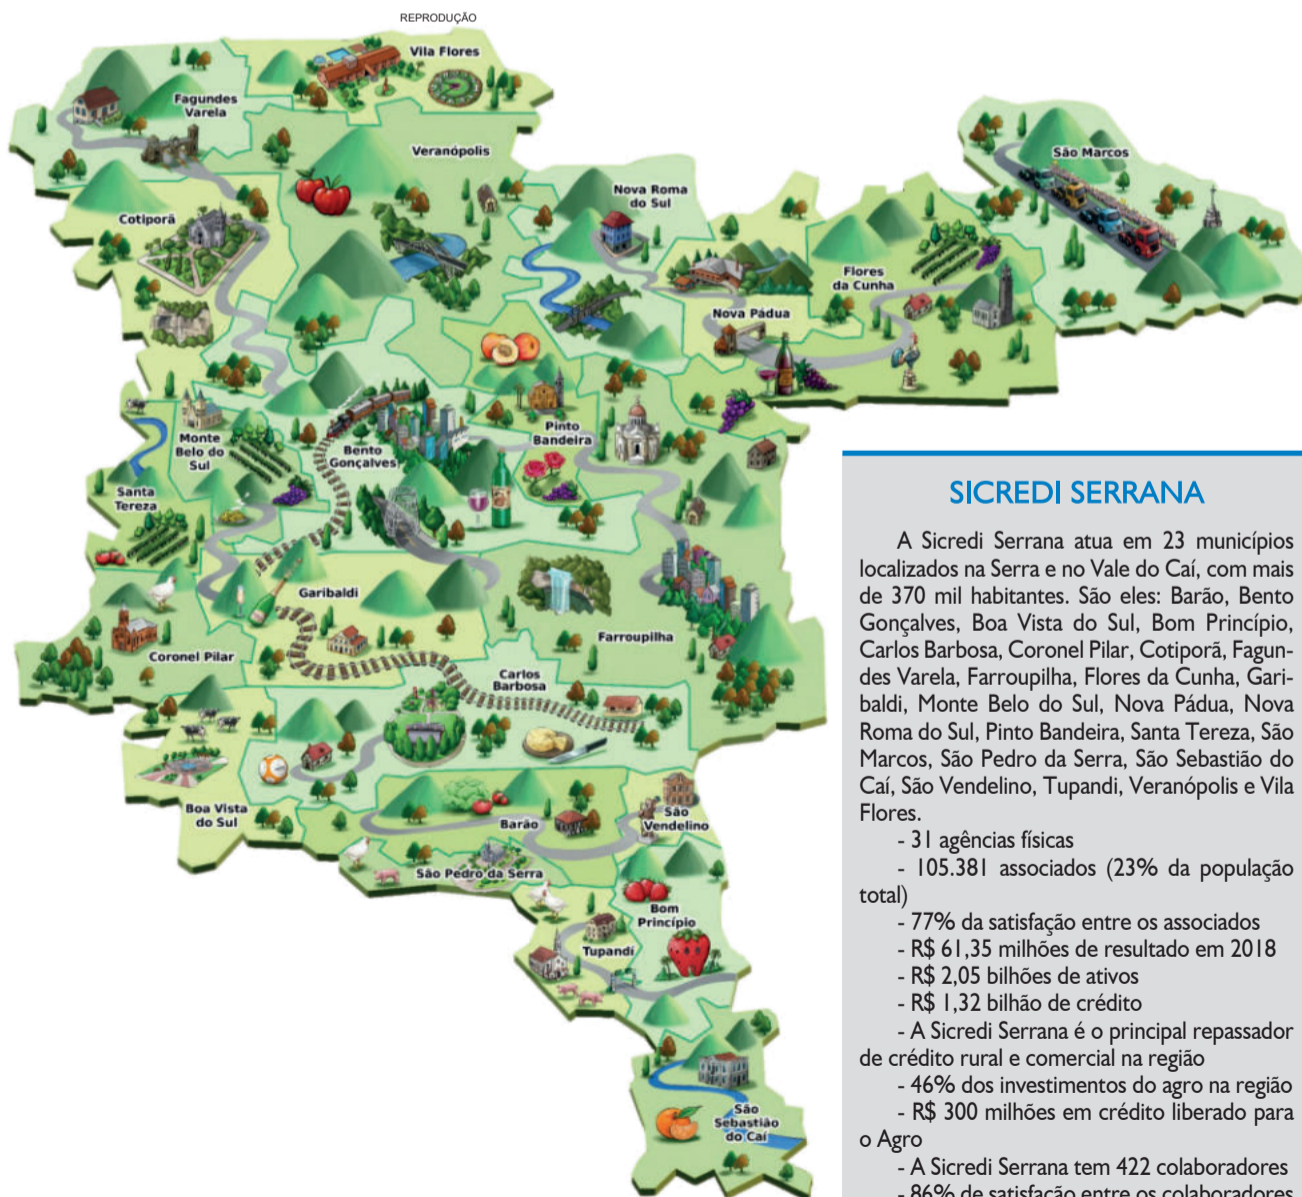 REPRODUÇÃO
Vila Flores
Fagundes
Varela
Veranópolis
São Marcos
Nova Roma
do Sul
Cotiporã
Flores
da Cunha
Nova Pádua
Pinto
Bandeira
Monte
Belo do
Sul
Bento
Gonçalves
Santa
Tereza
Garibaldi
Farroupilha
Coronel Pilar
Carlos
Barbosa
Boa Vista
do Sul
Barão
São
Vendelino
São Pedro da Serra
Bom
Princípio
Tupandi
São
Sebastião
do Caí
SICREDI SERRANA
A Sicredi Serrana atua em 23 municípios
localizados na Serra e no Vale do Caí, com mais
de 370 mil habitantes. São eles: Barão, Bento
Gonçalves, Boa Vista do Sul, Bom Princípio,
Carlos Barbosa, Coronel Pilar, Cotiporã, Fagun-
des Varela, Farroupilha, Flores da Cunha, Gari-
baldi, Monte Belo do Sul, Nova Pádua, Nova
Roma do Sul, Pinto Bandeira, Santa Tereza, São
Marcos, São Pedro da Serra, São Sebastião do
Caí, São Vendelino, Tupandi, Veranópolis e Vila
Flores.
- 31 agências físicas
- 105.381 associados (23% da população
total)
- 77% da satisfação entre os associados
- R$ 61,35 milhões de resultado em 2018
- R$ 2,05 bilhões de ativos
- R$ 1,32 bilhão de crédito
- A Sicredi Serrana é o principal repassador
de crédito rural e comercial na região
- 46% dos investimentos do agro na região
- R$ 300 milhões em crédito liberado para
o Agro
- A Sicredi Serrana tem 422 colaboradores
- 86% de satisfação entre os colaboradores